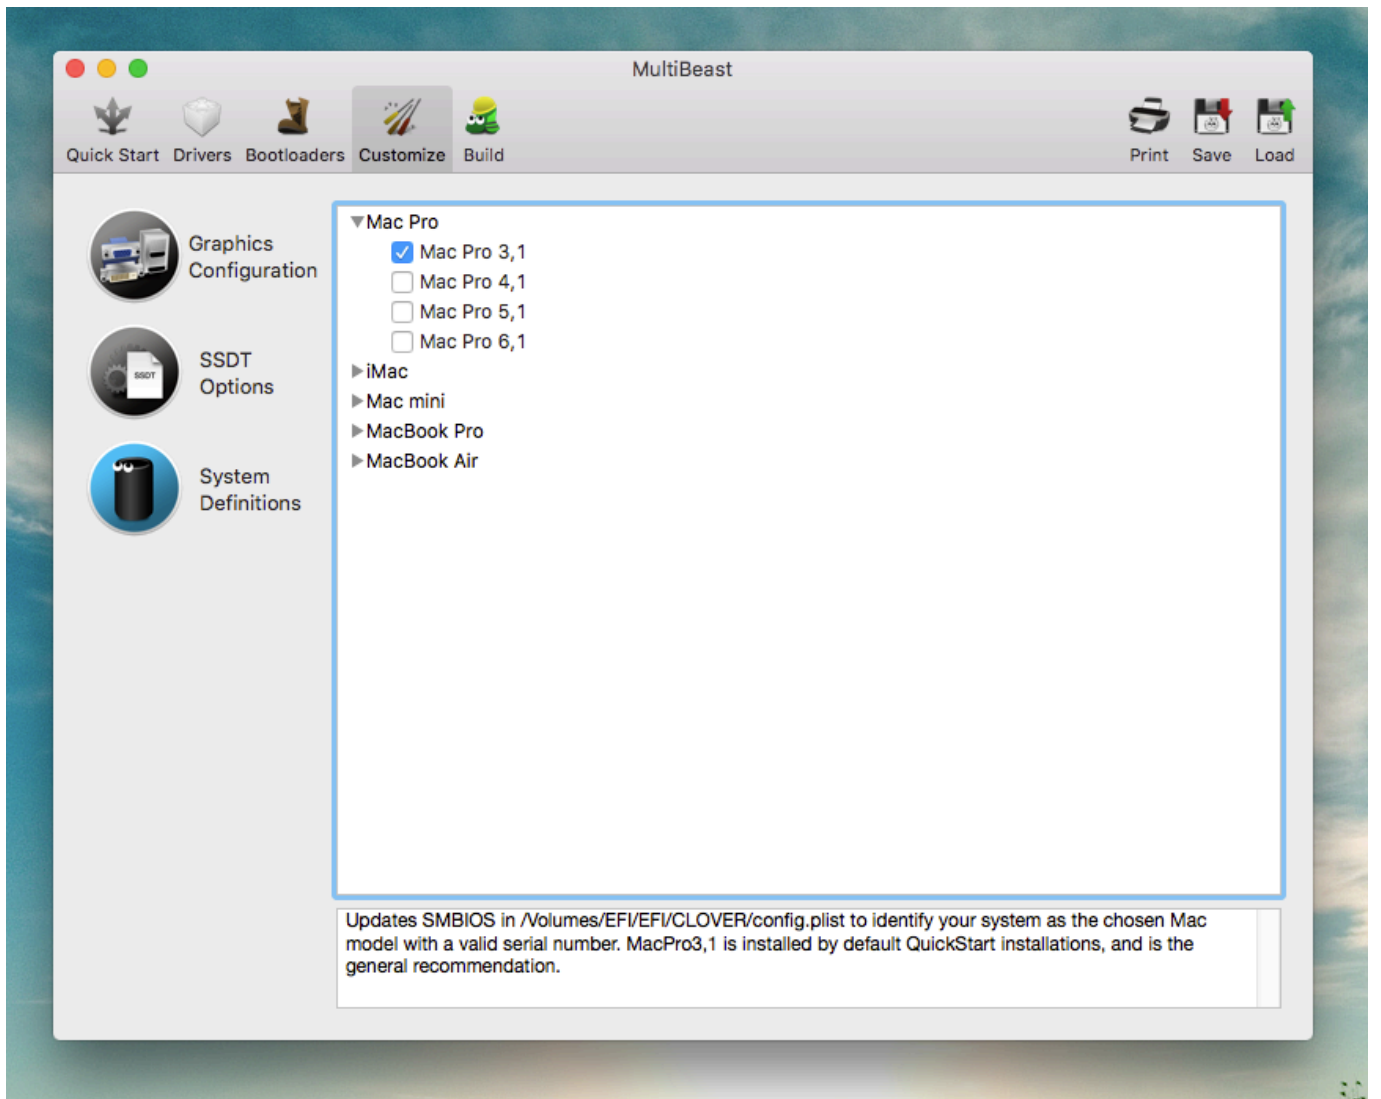 MultiBeast
Quick Start Drivers Bootloaders Customize Build Print Save Load
Graphics
Configuration
SSDT
SSDT
Options
System
Definitions
Mac Pro
Mac Pro 3,1
Mac Pro 4,1
Mac Pro 5,1
Mac Pro 6,1
iMac
Mac mini
MacBook Pro
MacBook Air
Updates SMBIOS in /Volumes/EFI/EFI/CLOVER/config.plist to identify your system as the chosen Mac
model with a valid serial number. MacPro3,1 is installed by default QuickStart installations, and is the
general recommendation.